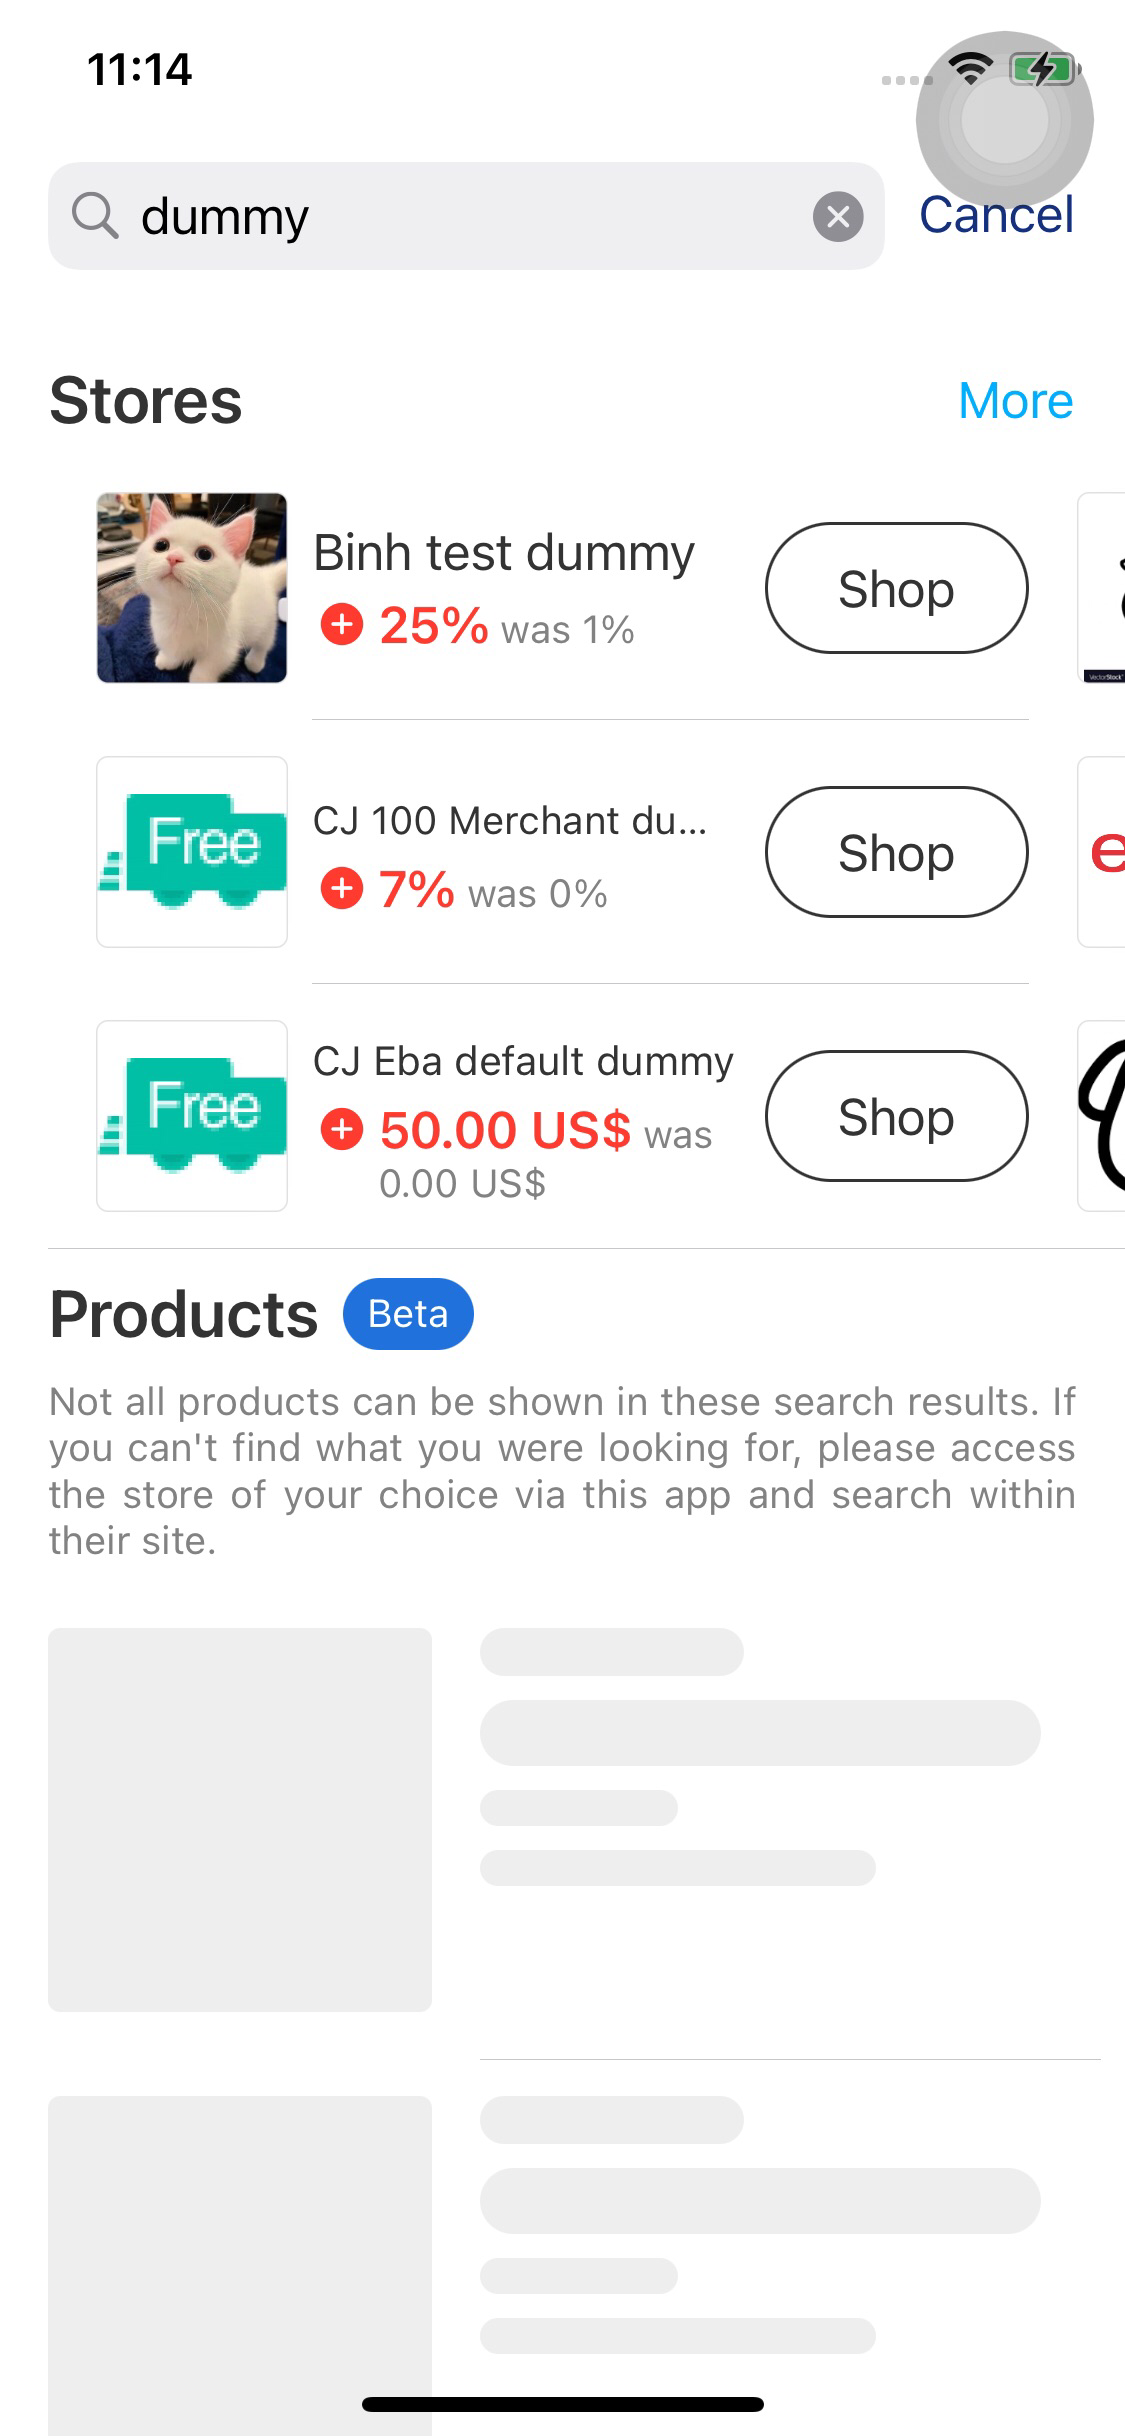 11:14
dummy
Cancel
Stores
More
Binh test dummy
Shop
25% was 1%
VectorStock
Free
CJ 100 Merchant du...
Shop
7% was 0%
e
Free
CJ Eba default dummy
Shop
50.00 US$ was
0.00 US$
Products
Beta
Not all products can be shown in these search results. If
you can't find what you were looking for, please access
the store of your choice via this app and search within
their site.